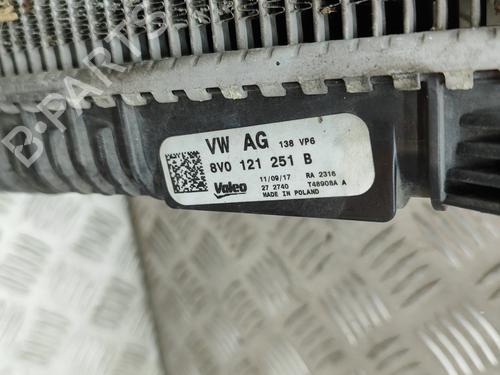 B-PARTS
VW AG 138 VP6
8V0 121 251 B
Valeo
11/09/17 RA 2316
27 2740 T48908A A
MADE IN POLAND